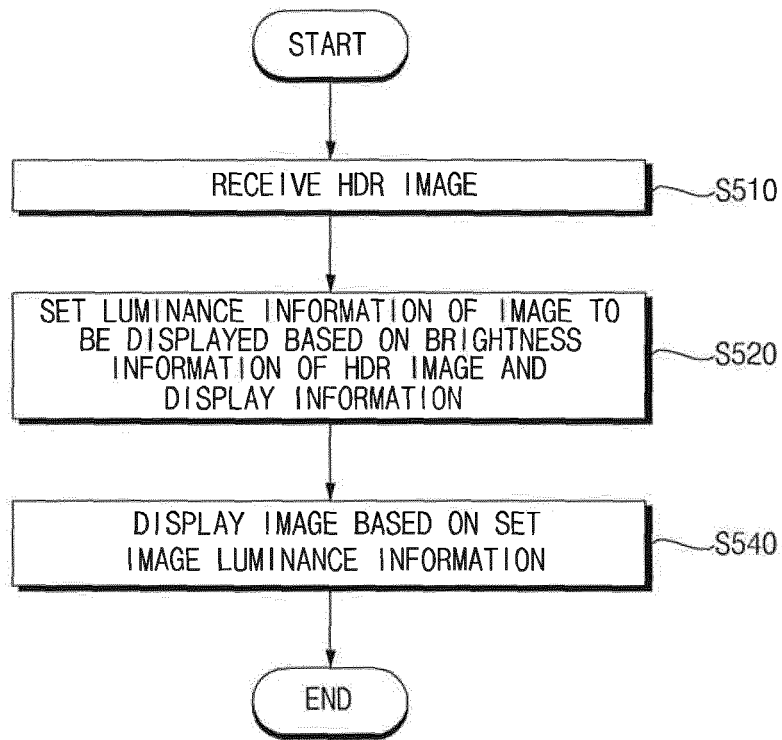 START
RECEIVE HDR IMAGE
S510
SET LUMINANCE INFORMATION OF IMAGE TO
BE DISPLAYED BASED ON BRIGHTNESS
INFORMATION OF HDR IMAGE AND
DISPLAY INFORMATION
S520
DISPLAY IMAGE BASED ON SET
IMAGE LUMINANCE INFORMATION
S540
END